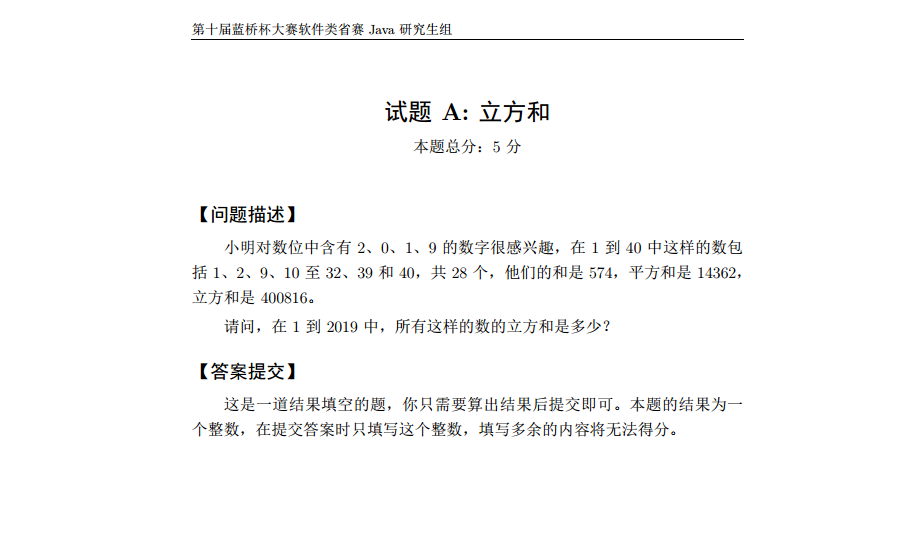 第十届蓝桥杯大赛软件类省赛 Java 研究生组
试题 A: 立方和
本题总分：5 分
【问题描述】
小明对数位中含有 2、0、1、9 的数字很感兴趣，在 1 到 40 中这样的数包
括 1、2、9、10 至 32、39 和 40，共 28 个，他们的和是 574，平方和是 14362，
立方和是 400816。
请问，在 1 到 2019 中，所有这样的数的立方和是多少？
【答案提交】
这是一道结果填空的题，你只需要算出结果后提交即可。本题的结果为一
个整数，在提交答案时只填写这个整数，填写多余的内容将无法得分。